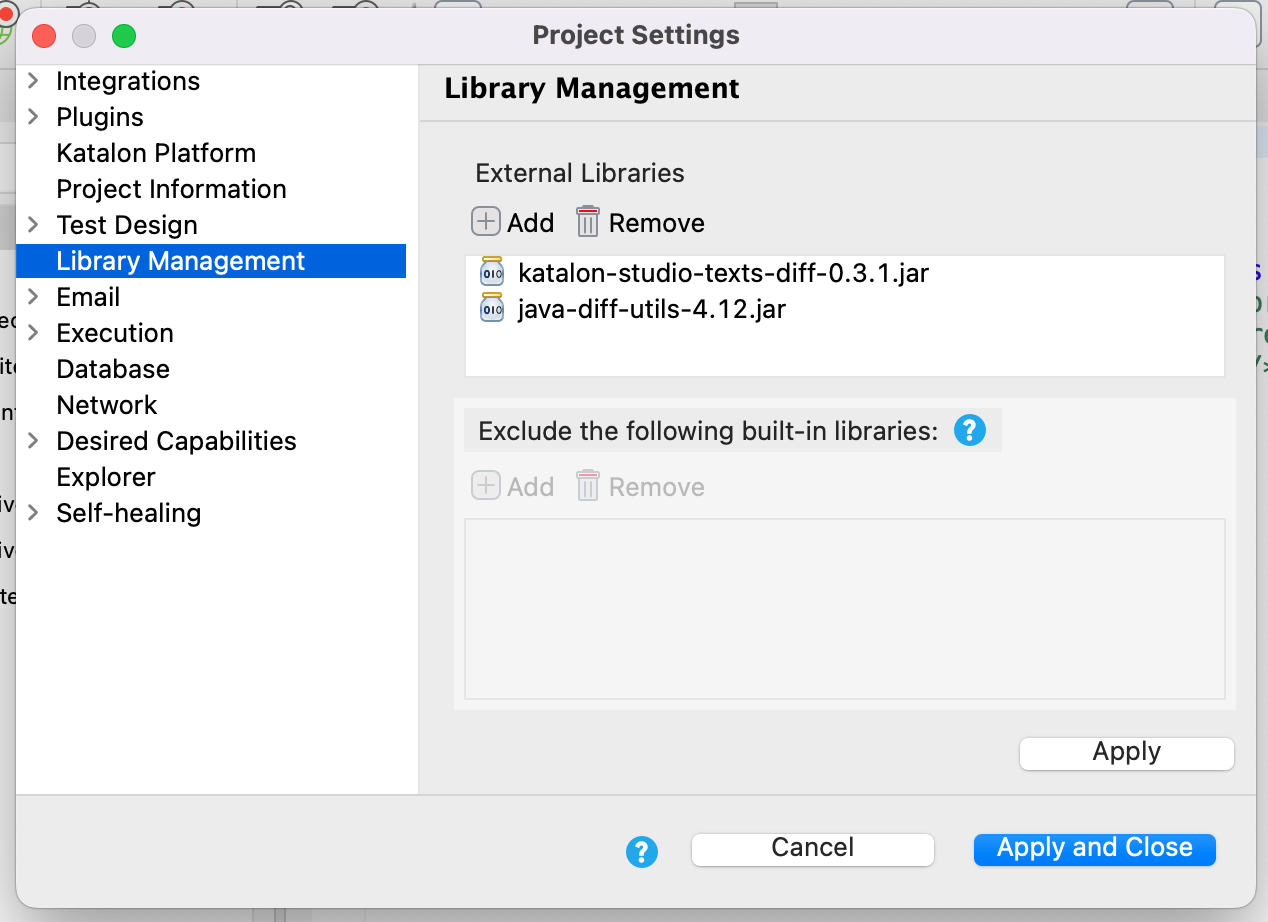 Project Settings
Integrations
Plugins
Katalon Platform
Project Information
Test Design
Library Management
Email
Execution
Database
Network
Desired Capabilities
Explorer
Self-healing
Library Management
External Libraries
Add Remove
katalon-studio-texts-diff-0.3.1.jar
java-diff-utils-4.12.jar
Exclude the following built-in libraries: ?
Add Remove
Apply
? Cancel Apply and Close